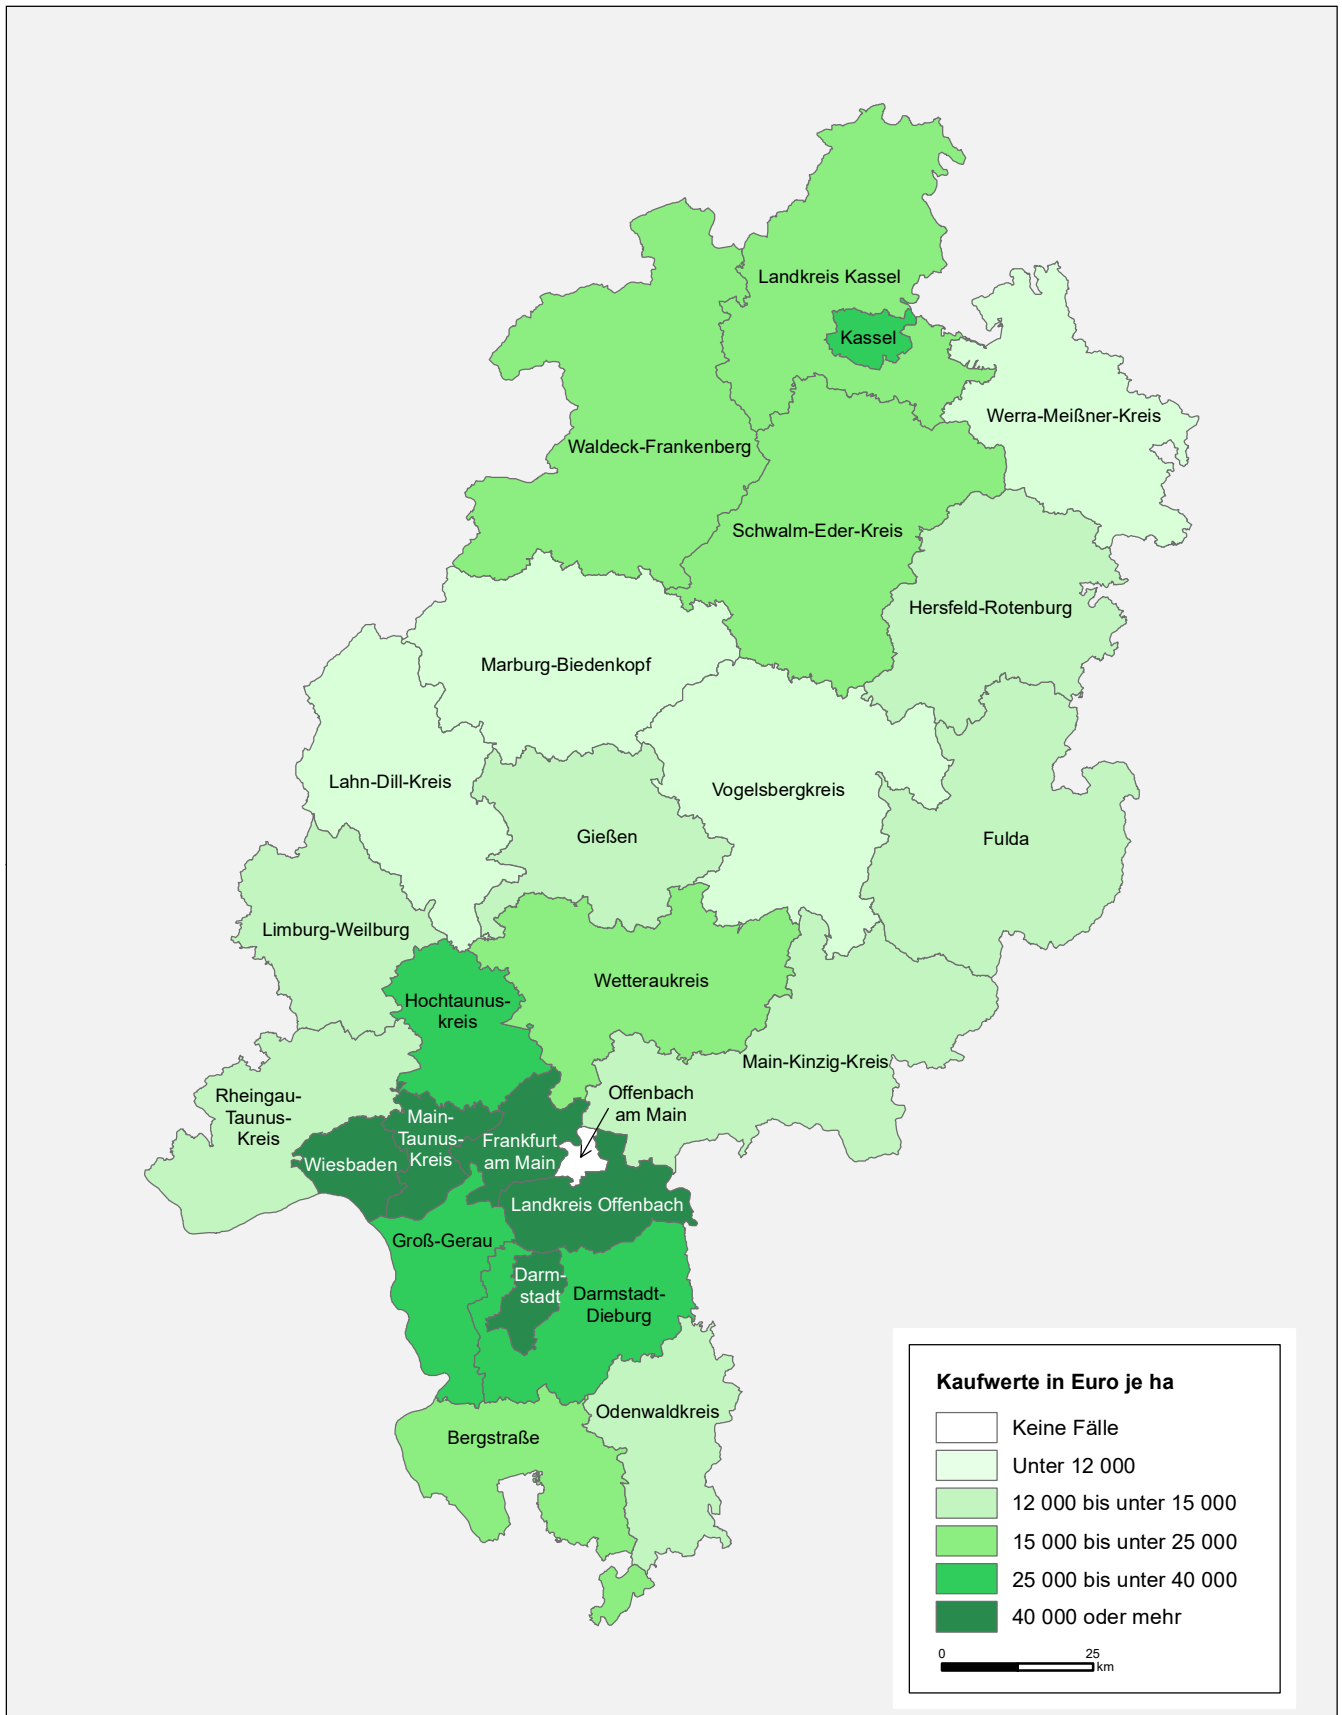 Landkreis Kassel
Kassel
Werra-Meißner-Kreis
Waldeck-Frankenberg
Schwalm-Eder-Kreis
Hersfeld-Rotenburg
Marburg-Biedenkopf
Lahn-Dill-Kreis
Vogelsbergkreis
Gießen
Fulda
Limburg-Weilburg
Wetteraukreis
Hochtaunus-
kreis
Main-Kinzig-Kreis
Offenbach
am Main
Rheingau-
Taunus-
Kreis
Main-
Taunus-
Kreis
Frankfurt
am Main
Wiesbaden
Landkreis Offenbach
Groß-Gerau
Darm-
stadt
Darmstadt-
Dieburg
Odenwaldkreis
Bergstraße
Kaufwerte in Euro je ha
Keine Fälle
Unter 12 000
12 000 bis unter 15 000
15 000 bis unter 25 000
25 000 bis unter 40 000
40 000 oder mehr
0 25
km